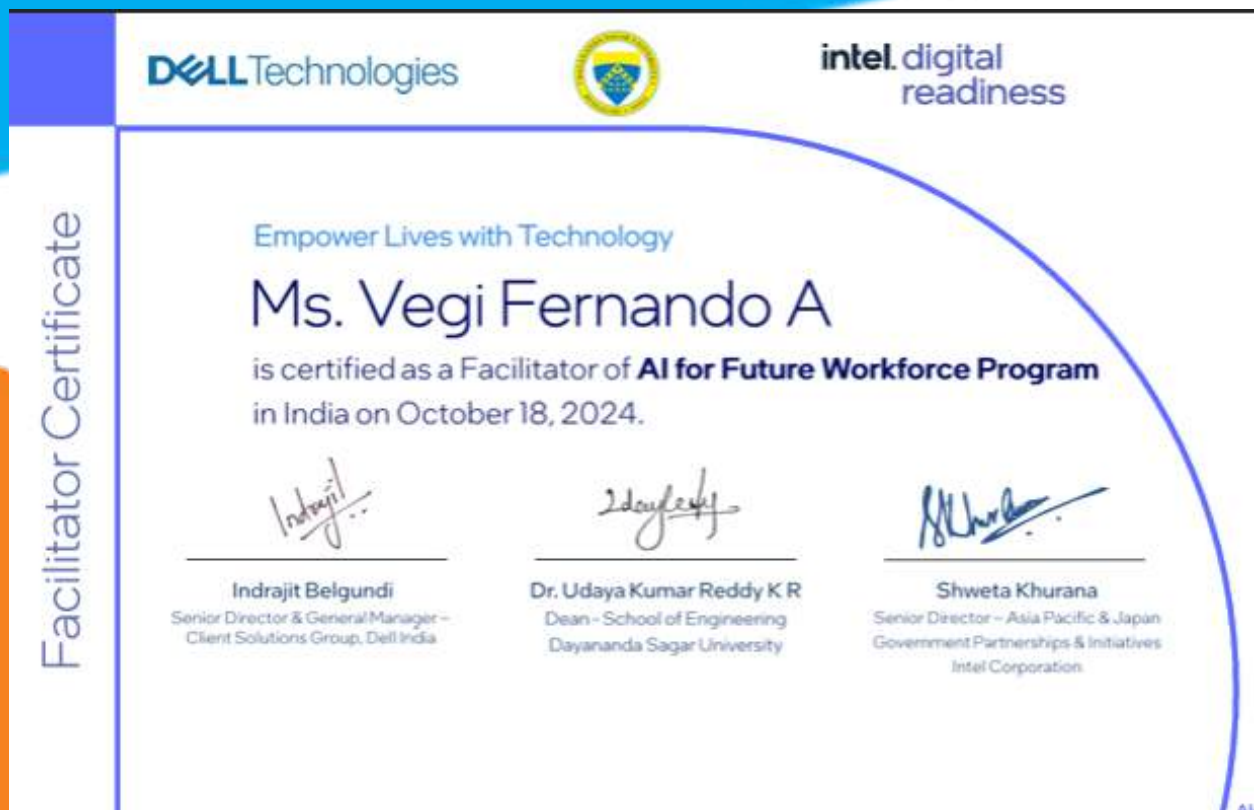 DELL Technologies
intel. digital
readiness
Facilitator Certificate
Empower Lives with Technology
Ms. Vegi Fernando A
is certified as a Facilitator of AI for Future Workforce Program
in India on October 18, 2024.
Indrajit
Indrajit Belgundi
Senior Director & General Manager –
Client Solutions Group, Dell India
Dr. Udaya Kumar Reddy K R
Dean - School of Engineering
Dayananda Sagar University
Shweta Khurana
Senior Director – Asia Pacific & Japan
Government Partnerships & Initiatives
Intel Corporation